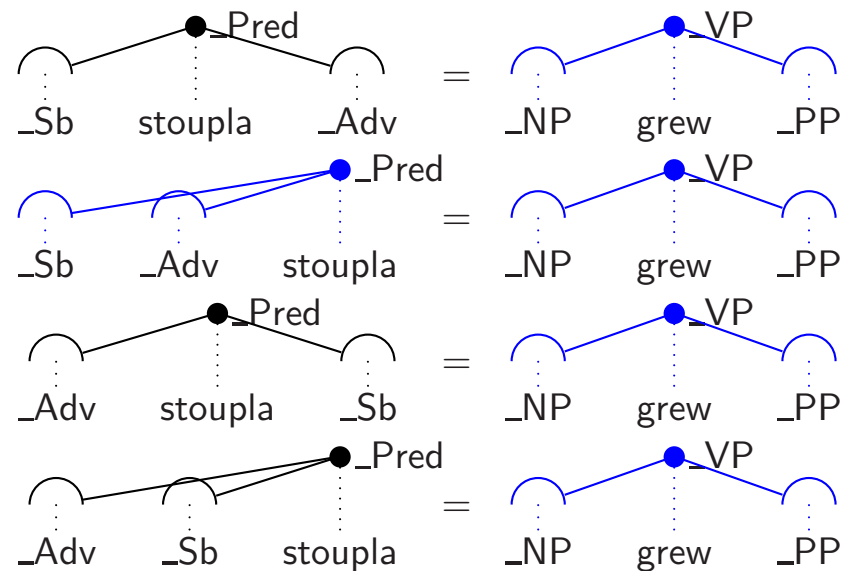 _Pred _VP
_Sb stoupla _Adv = _NP grew _PP
_Pred _VP
_Sb _Adv stoupla = _NP grew _PP
_Pred _VP
_Adv stoupla _Sb = _NP grew _PP
_Pred _VP
_Adv _Sb stoupla = _NP grew _PP